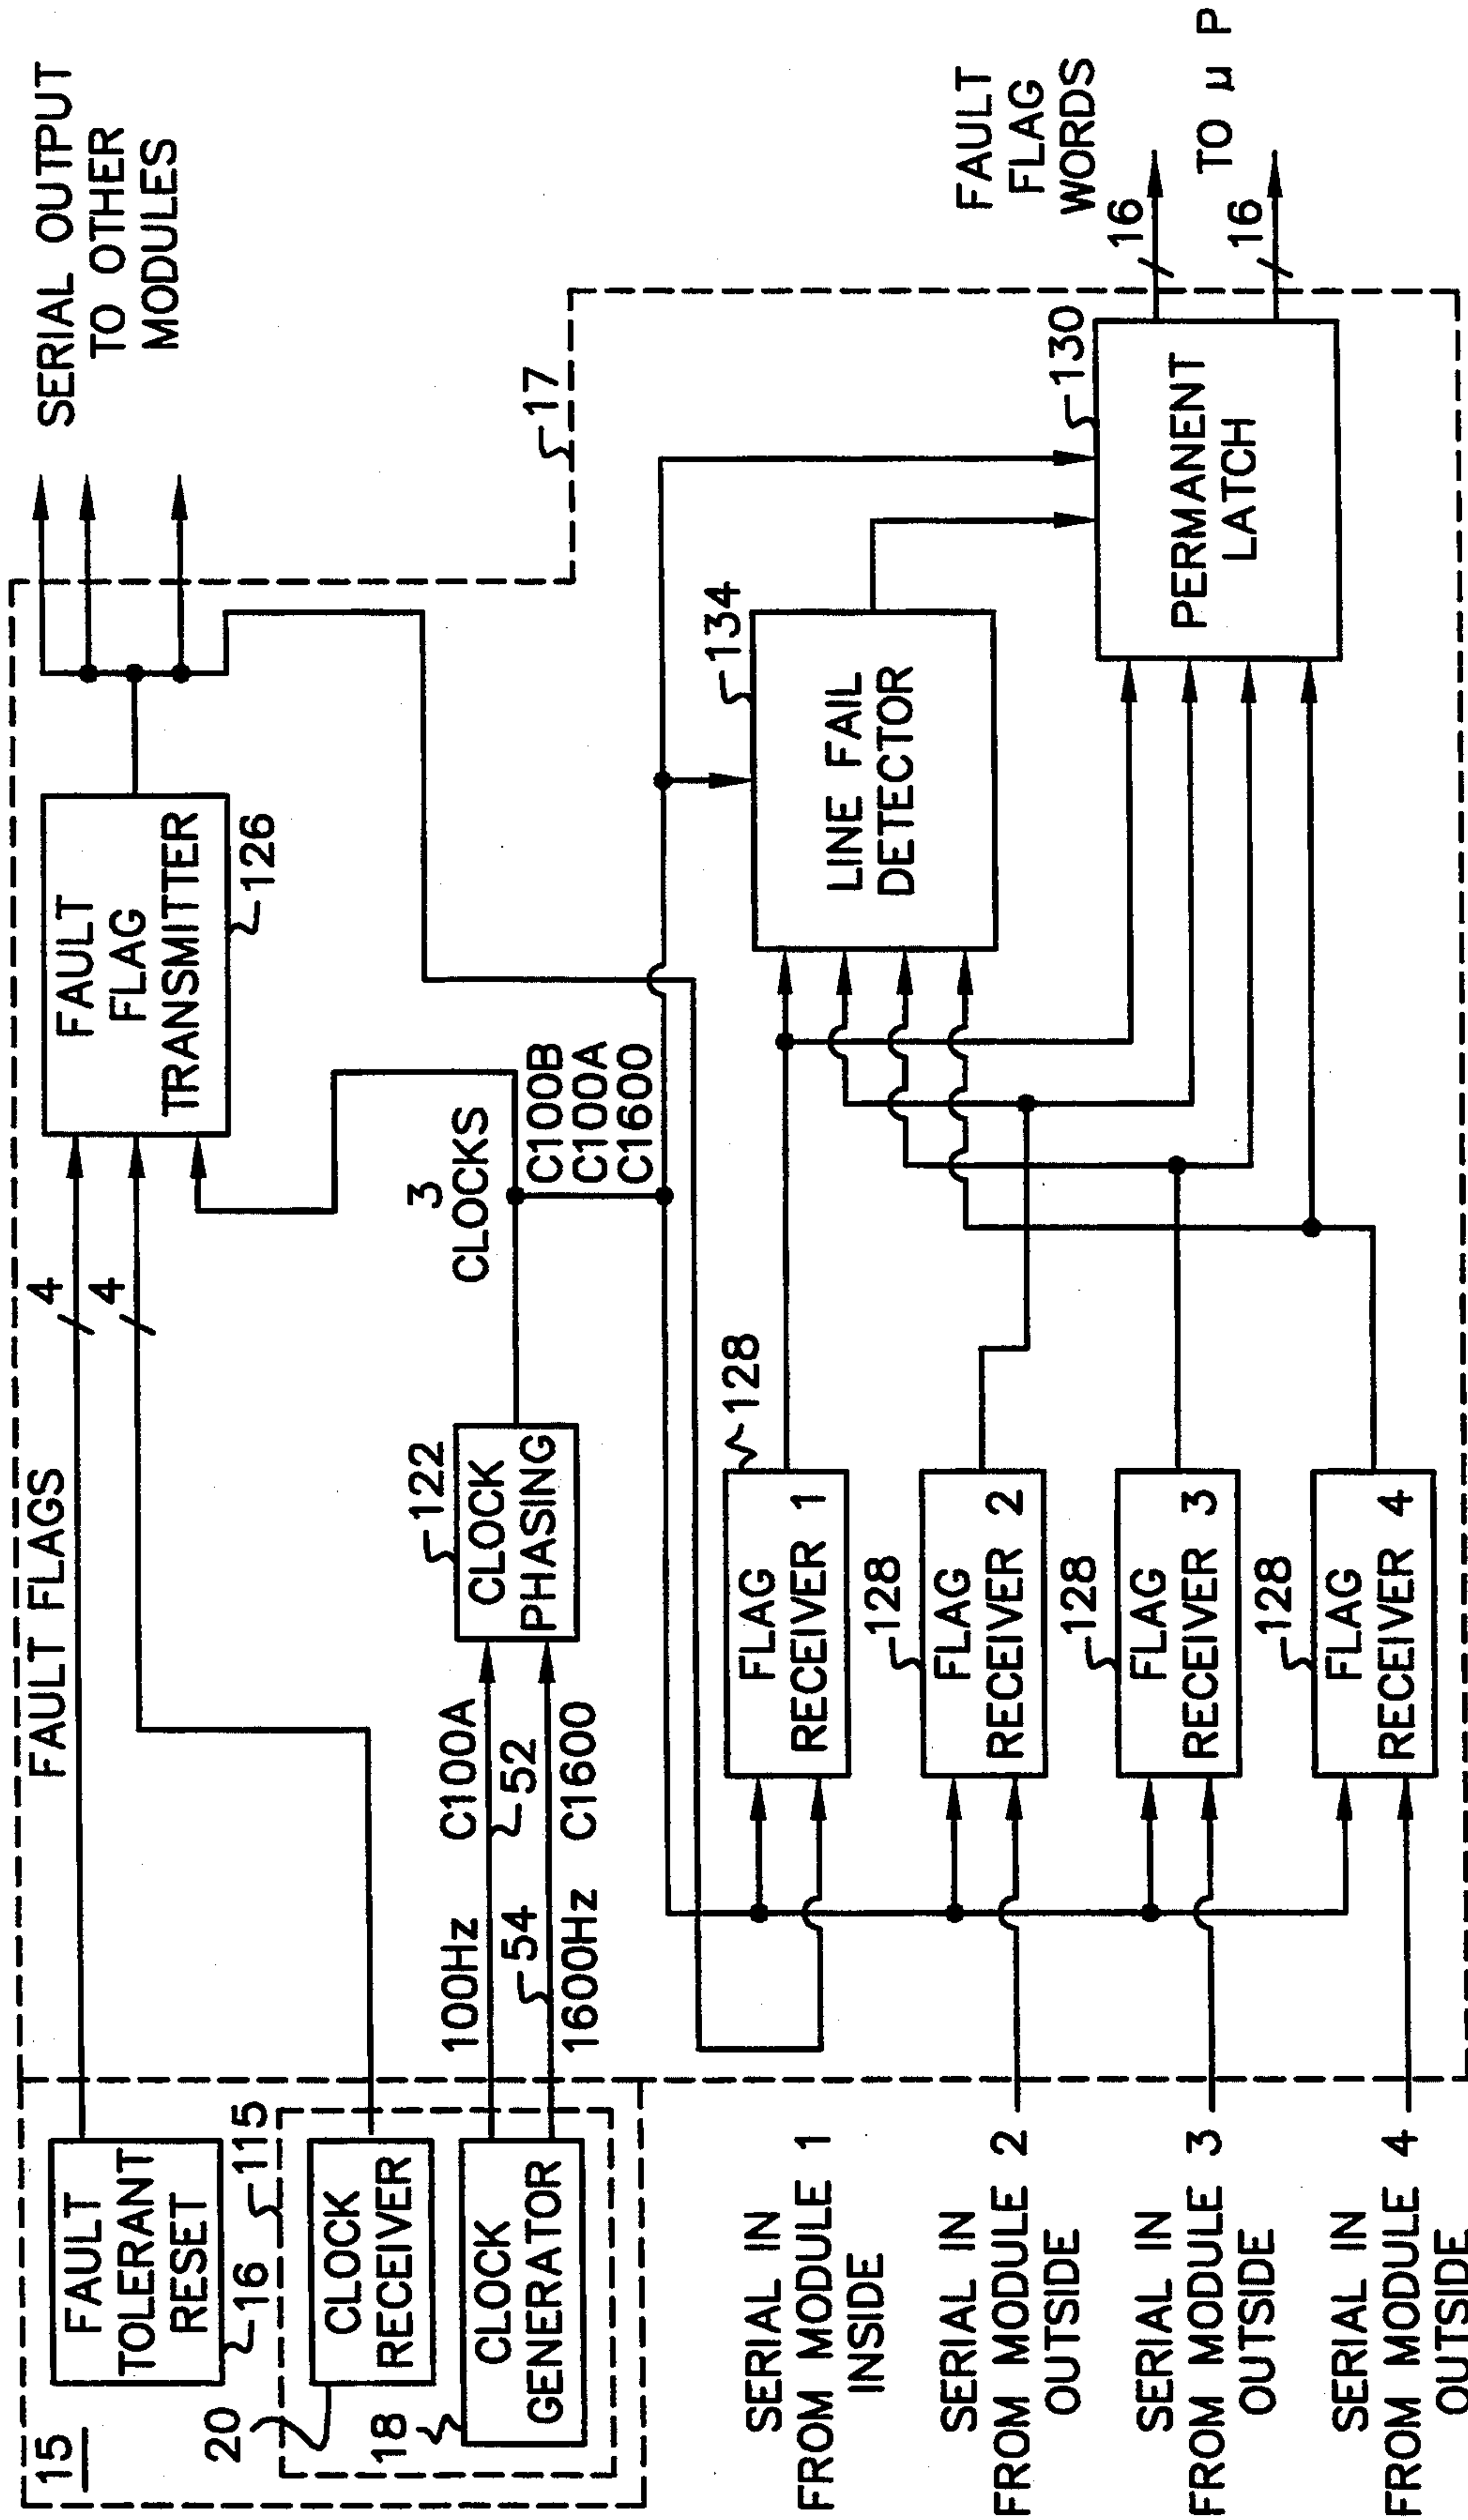 15
FAULT
TOLERANT
RESET
16
115
20
CLOCK
RECEIVER
18
CLOCK
GENERATOR
FAULT FLAGS
4
4
100Hz C100A
52
54
1600Hz C1600
122
CLOCK
PHASING
3
CLOCKS
C100B
C100A
C1600
FAULT
FLAG
TRANSMITTER
126
SERIAL OUTPUT
TO OTHER
MODULES
17
SERIAL IN
FROM MODULE 1
INSIDE
SERIAL IN
FROM MODULE 2
OUTSIDE
SERIAL IN
FROM MODULE 3
OUTSIDE
SERIAL IN
FROM MODULE 4
OUTSIDE
128
FLAG
RECEIVER 1
128
FLAG
RECEIVER 2
128
FLAG
RECEIVER 3
128
FLAG
RECEIVER 4
134
LINE FAIL
DETECTOR
130
PERMANENT
LATCH
FAULT
FLAG
WORDS
16
TO μ P
16